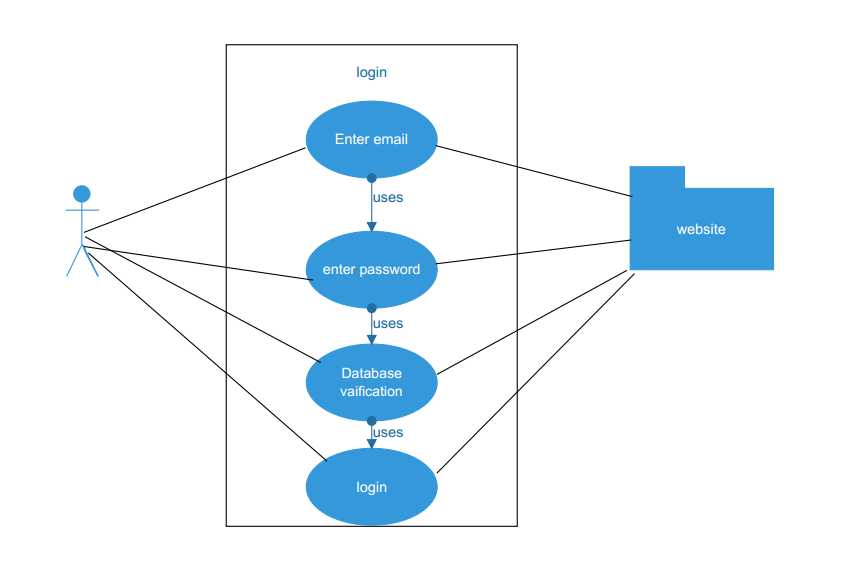 login
Enter email
uses
website
enter password
uses
Database
vaification
uses
login